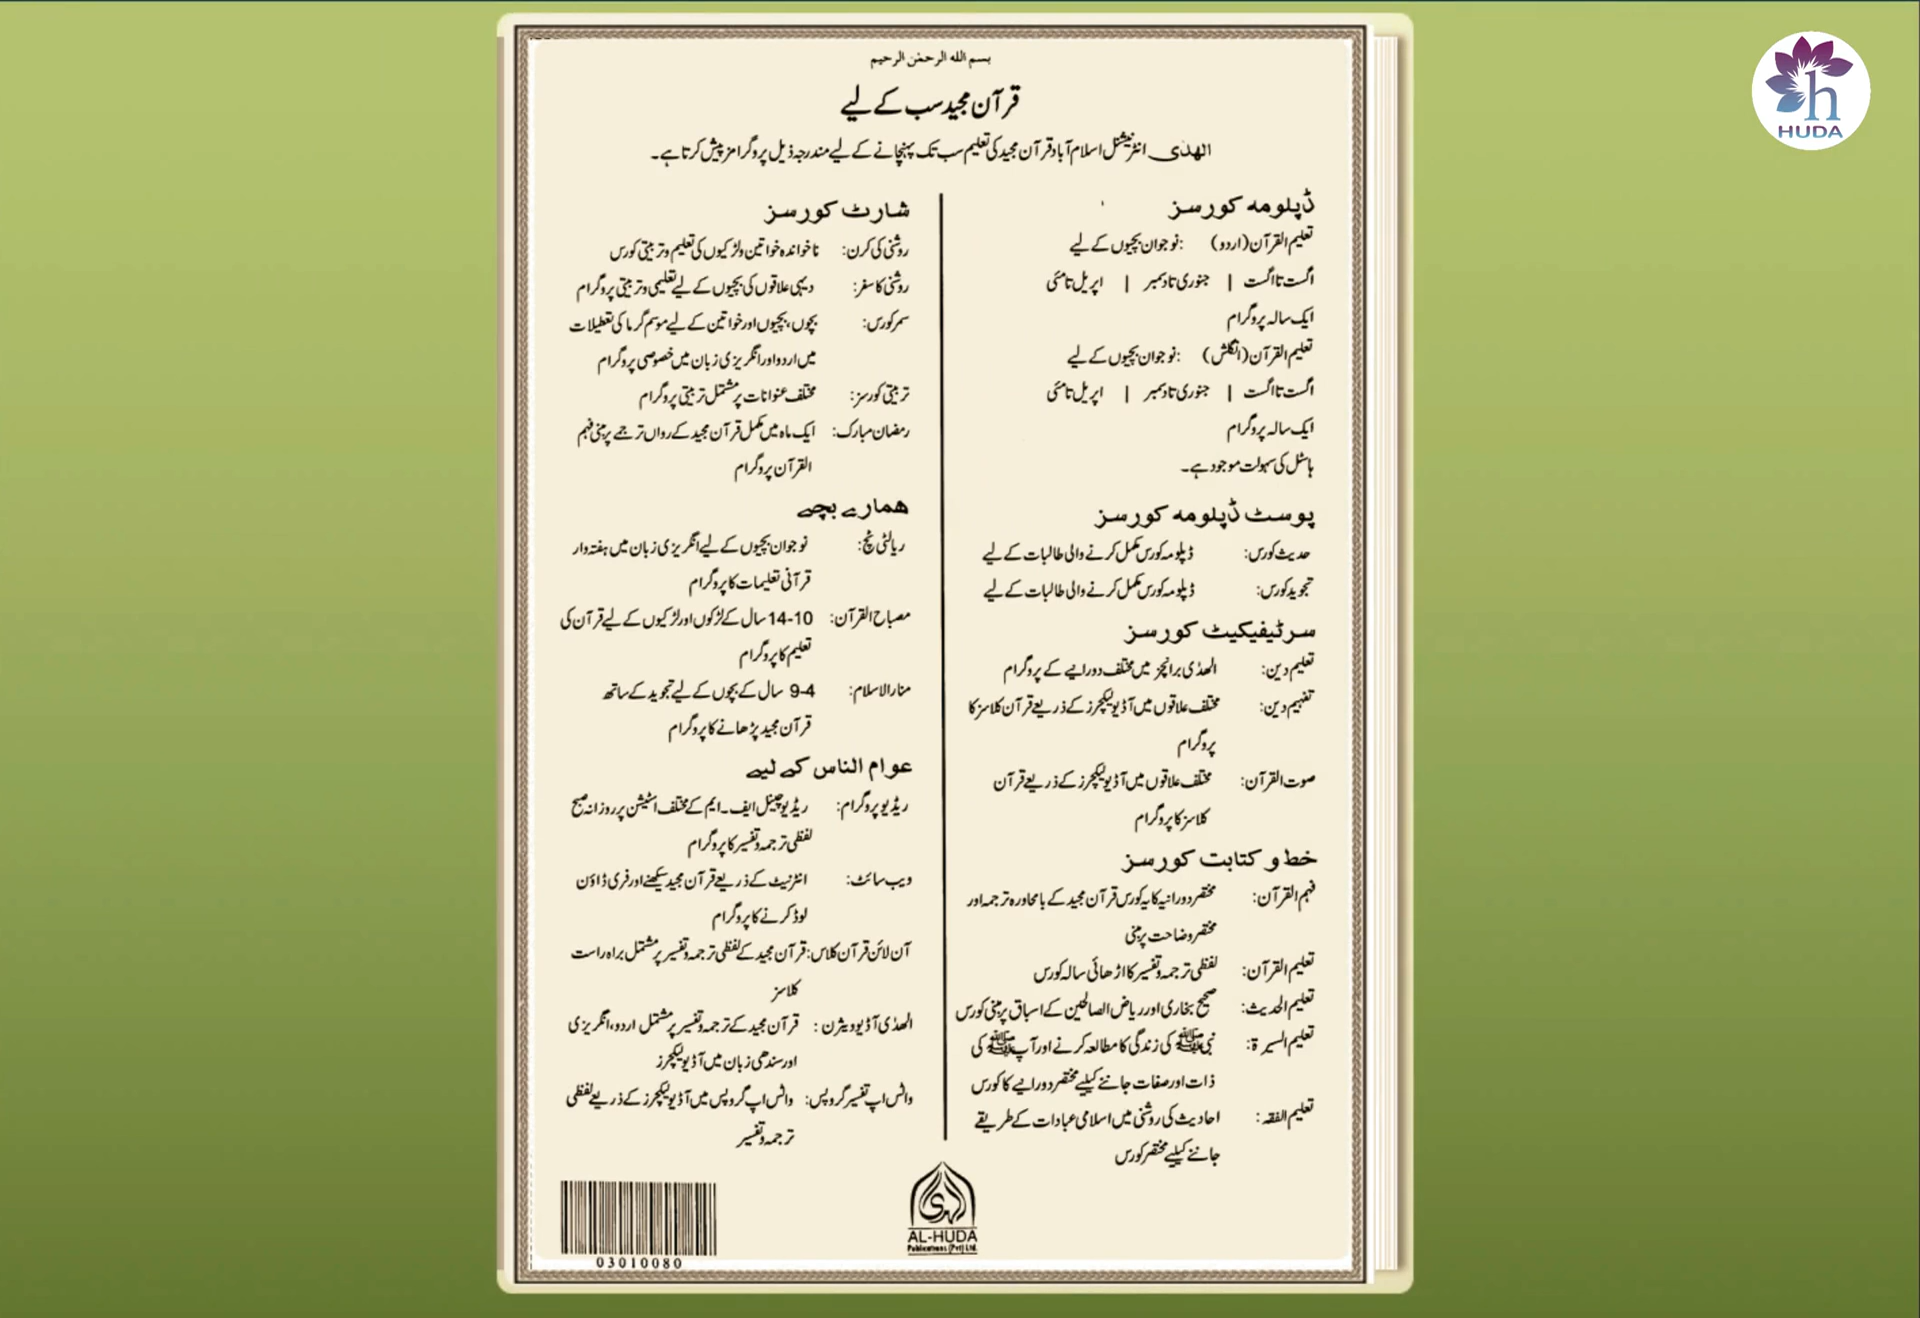 بسم الله الرحمٰن الرحیم
قرآن مجید سب کے لیے
الھدٰی انٹرنیشنل اسلام آباد قرآن مجید کی تعلیم سب تک پہنچانے کے لیے مندرجہ ذیل پروگرامز پیش کرتا ہے۔
ڈپلومہ کورسز
تعلیم القرآن (اردو) :نوجوان بچیوں کے لیے
اگست تا اگست | جنوری تا دسمبر | اپریل تا مئی
ایک سالہ پروگرام
تعلیم القرآن (انگلش) :نوجوان بچیوں کے لیے
اگست تا اگست | جنوری تا دسمبر | اپریل تا مئی
ایک سالہ پروگرام
ہاسٹل کی سہولت موجود ہے۔
پوسٹ ڈپلومہ کورسز
حدیث کورس: ڈپلومہ کورس مکمل کرنے والی طالبات کے لیے
تجوید کورس: ڈپلومہ کورس مکمل کرنے والی طالبات کے لیے
سرٹیفیکیٹ کورسز
تعلیم دین: الھدٰی برانچز میں مختلف دورانیے کے پروگرام
تفہیم دین: مختلف علاقوں میں آڈیو لیکچرز کے ذریعے قرآن کلاسز کا
پروگرام
صوت القرآن: مختلف علاقوں میں آڈیو لیکچرز کے ذریعے قرآن
کلاسز کا پروگرام
خط و کتابت کورسز
فہم القرآن: مختصر دورانیہ کا یہ کورس قرآن مجید کے بامحاورہ ترجمہ اور
مختصر وضاحت پر مبنی
تعلیم القرآن: لفظی ترجمہ و تفسیر کا اڑھائی سالہ کورس
تعلیم الحدیث: صحیح بخاری اور ریاض الصالحین کے اسباق پر مبنی کورس
تعلیم السیرة: نبی ﷺ کی زندگی کا مطالعہ کرنے اور آپ ﷺ کی
ذات اور صفات جاننے کیلیے مختصر دورانیے کا کورس
تعلیم الفقہ: احادیث کی روشنی میں اسلامی عبادات کے طریقے
جاننے کیلیے مختصر کورس
شارٹ کورسز
روشنی کی کرن: ناخواندہ خواتین و لڑکیوں کی تعلیم و تربیتی کورس
روشنی کا سفر: دیہی علاقوں کی بچیوں کے لیے تعلیمی و تربیتی پروگرام
سمر کورس: بچوں، بچیوں اور خواتین کے لیے موسم گرما کی تعطیلات
میں اردو اور انگریزی زبان میں خصوصی پروگرام
تربیتی کورسز: مختلف عنوانات پر مشتمل تربیتی پروگرام
رمضان مبارک: ایک ماہ میں مکمل قرآن مجید کے رواں ترجمے پر مبنی فہم
القرآن پروگرام
ھمارے بچے
ریالٹی ٹچ: نوجوان بچیوں کے لیے انگریزی زبان میں ہفتہ وار
قرآنی تعلیمات کا پروگرام
مصباح القرآن: 10-14 سال کے لڑکوں اور لڑکیوں کے لیے قرآن کی
تعلیم کا پروگرام
منار الاسلام: 4-9 سال کے بچوں کے لیے تجوید کے ساتھ
قرآن مجید پڑھانے کا پروگرام
عوام الناس کے لیے
ریڈیو پروگرام: ریڈیو چینل ایف۔ایم کے مختلف اسٹیشن پر روزانہ صبح
لفظی ترجمہ و تفسیر کا پروگرام
ویب سائٹ: انٹرنیٹ کے ذریعے قرآن مجید سیکھنے اور فری ڈاؤن
لوڈ کرنے کا پروگرام
آن لائن قرآن کلاس: قرآن مجید کے لفظی ترجمہ و تفسیر پر مشتمل براہ راست
کلاسز
الھدٰی آڈیو ویژن: قرآن مجید کے ترجمہ و تفسیر پر مشتمل اردو، انگریزی
اور سندھی زبان میں آڈیو لیکچرز
واٹس اپ تفسیر گروپس: واٹس اپ گروپس میں آڈیو لیکچرز کے ذریعے لفظی
ترجمہ و تفسیر
03010080
الھدی
AL-HUDA
Publications (Pvt) Ltd.
h
HUDA